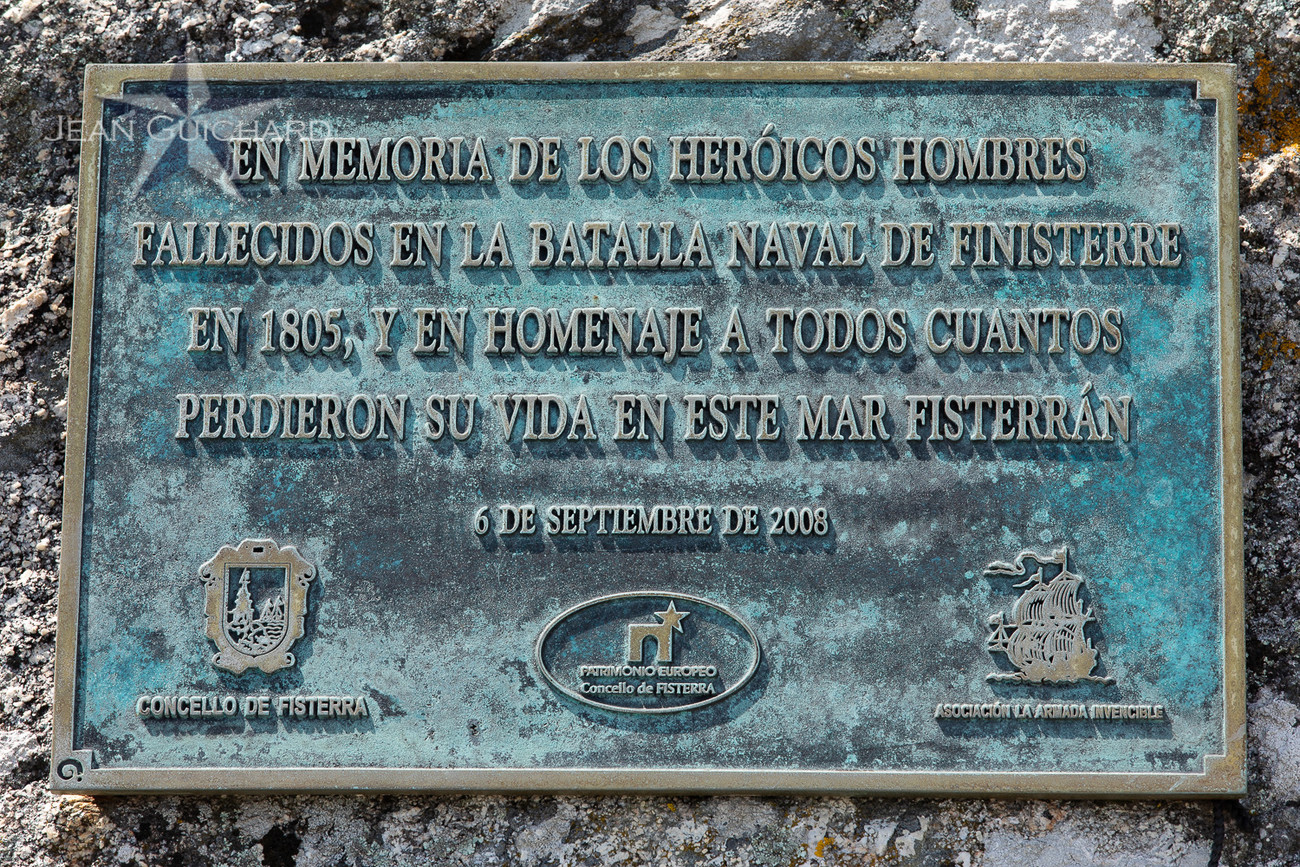 JEAN GUICHARD
EN MEMORIA DE LOS HERÓICOS HOMBRES
FALLECIDOS EN LA BATALLA NAVAL DE FINISTERRE
EN 1805, Y EN HOMENAJE A TODOS CUANTOS
PERDIERON SU VIDA EN ESTE MAR FISTERRÁN
6 DE SEPTIEMBRE DE 2008
PATRIMONIO EUROPEO
Concello de FISTERRA
CONCELLO DE FISTERRA
ASOCIACIÓN LA ARMADA INVENCIBLE